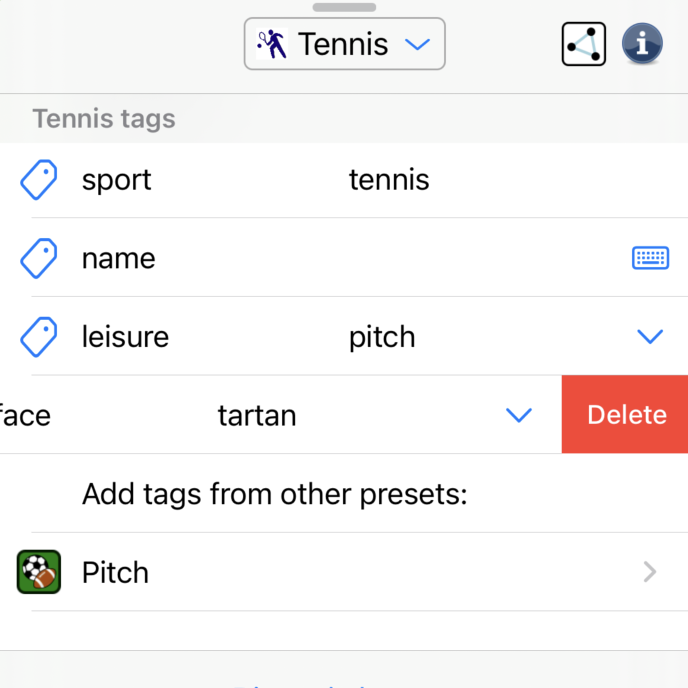 Tennis
Tennis tags
sport tennis
name
leisure pitch
face tartan Delete
Add tags from other presets:
Pitch